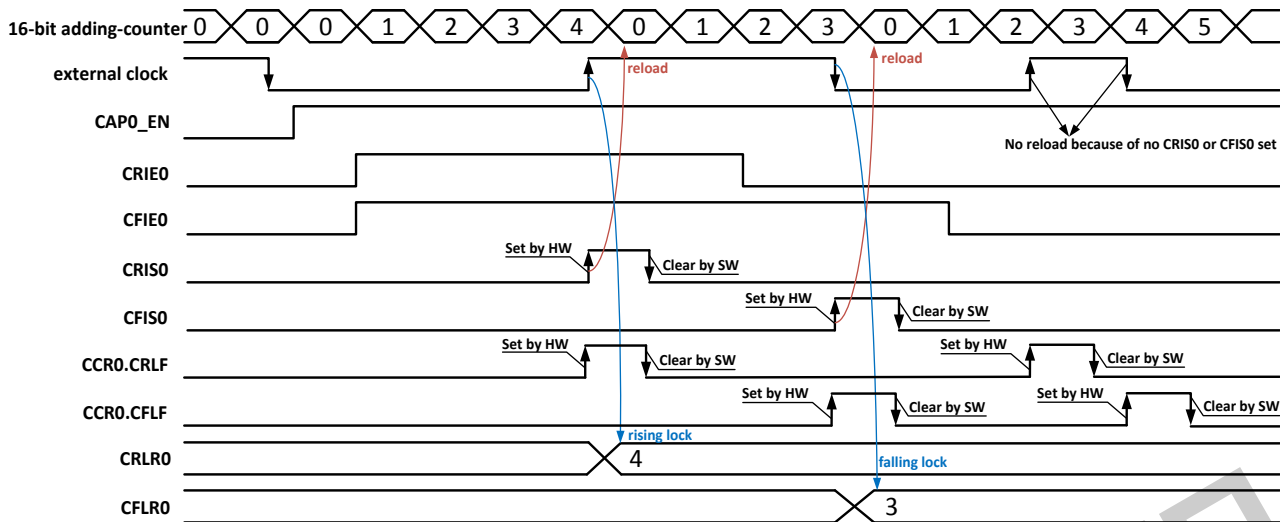 16-bit adding-counter 0 0 0 1 2 3 4 0 1 2 3 0 1 2 3 4 5
external clock
reload
reload
CAP0_EN
No reload because of no CRIS0 or CFIS0 set
CRIE0
CFIE0
CRIS0
Set by HW
Clear by SW
CFIS0
Set by HW
Clear by SW
CCR0.CRLF
Set by HW
Clear by SW
Set by HW
Clear by SW
CCR0.CFLF
Set by HW
Clear by SW
Set by HW
Clear by SW
CRLR0
rising lock
4
falling lock
CFLR0
3